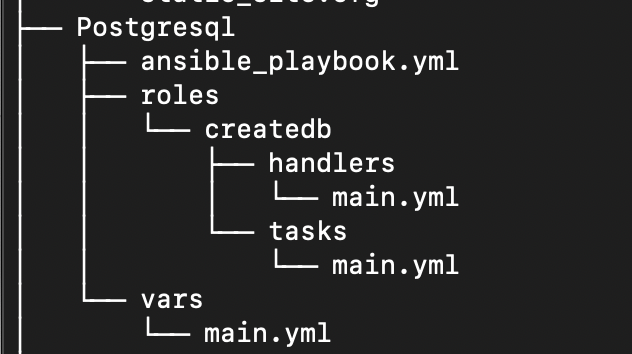 Postgresql
ansible_playbook.yml
roles
createdb
handlers
main.yml
tasks
main.yml
vars
main.yml